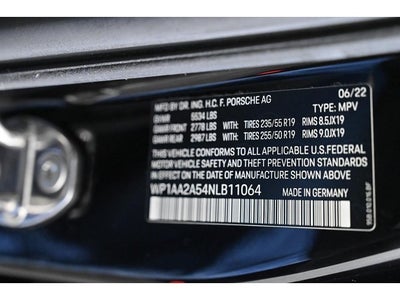 06/22
MFD BY DR. ING. H.C. F. PORSCHE AG
GVWR 5534 LBS TYPE: MPV
GAWR FRONT 2778 LBS WITH: TIRES 235/55 R19 RIMS 8.5JX19
GAWR REAR 2987 LBS WITH: TIRES 255/50 R19 RIMS 9.0JX19
THIS VEHICLE CONFORMS TO ALL APPLICABLE U.S.FEDERAL
MOTOR VEHICLE SAFETY AND THEFT PREVENTION STANDARDS
IN EFFECT ON THE DATE OF MANUFACTURE SHOWN ABOVE
WP1AA2A54NLB11064 MADE IN GERMANY